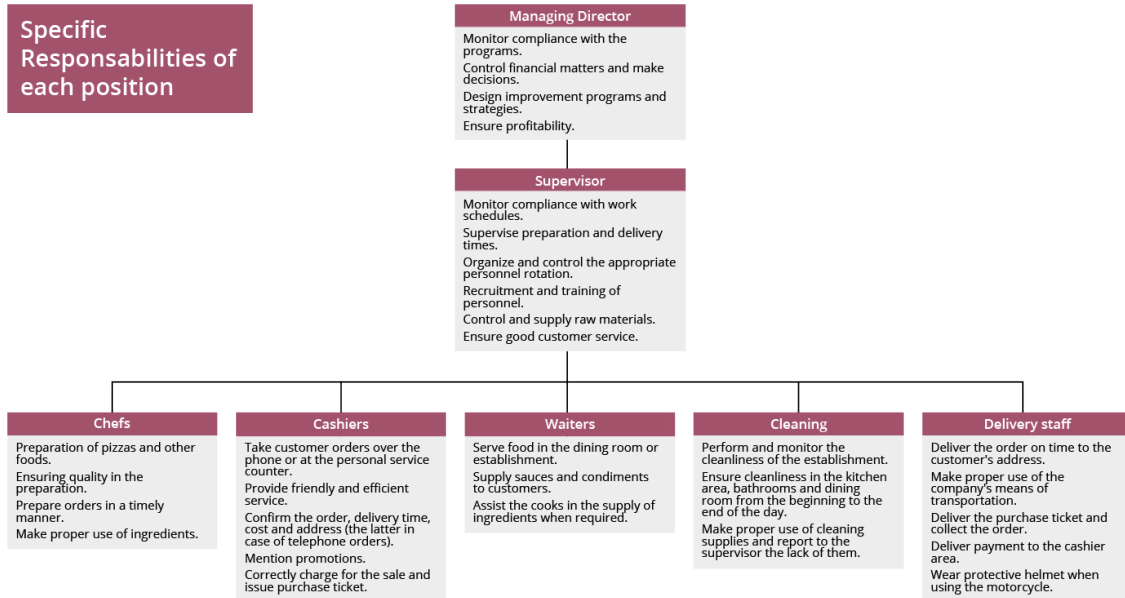 Specific
Responsabilities of
each position
Managing Director
Monitor compliance with the
programs.
Control financial matters and make
decisions.
Design improvement programs and
strategies.
Ensure profitability.
Supervisor
Monitor compliance with work
schedules.
Supervise preparation and delivery
times.
Organize and control the appropriate
personnel rotation.
Recruitment and training of
personnel.
Control and supply raw materials.
Ensure good customer service.
Chefs
Preparation of pizzas and other
foods.
Ensuring quality in the
preparation.
Prepare orders in a timely
manner.
Make proper use of ingredients.
Cashiers
Take customer orders over the
phone or at the personal service
counter.
Provide friendly and efficient
service.
Confirm the order, delivery time,
cost and address (the latter in
case of telephone orders).
Mention promotions.
Correctly charge for the sale and
issue purchase ticket.
Waiters
Serve food in the dining room or
establishment.
Supply sauces and condiments
to customers.
Assist the cooks in the supply of
ingredients when required.
Cleaning
Perform and monitor the
cleanliness of the establishment.
Ensure cleanliness in the kitchen
area, bathrooms and dining
room from the beginning to the
end of the day.
Make proper use of cleaning
supplies and report to the
supervisor the lack of them.
Delivery staff
Deliver the order on time to the
customer's address.
Make proper use of the
company's means of
transportation.
Deliver the purchase ticket and
collect the order.
Deliver payment to the cashier
area.
Wear protective helmet when
using the motorcycle.